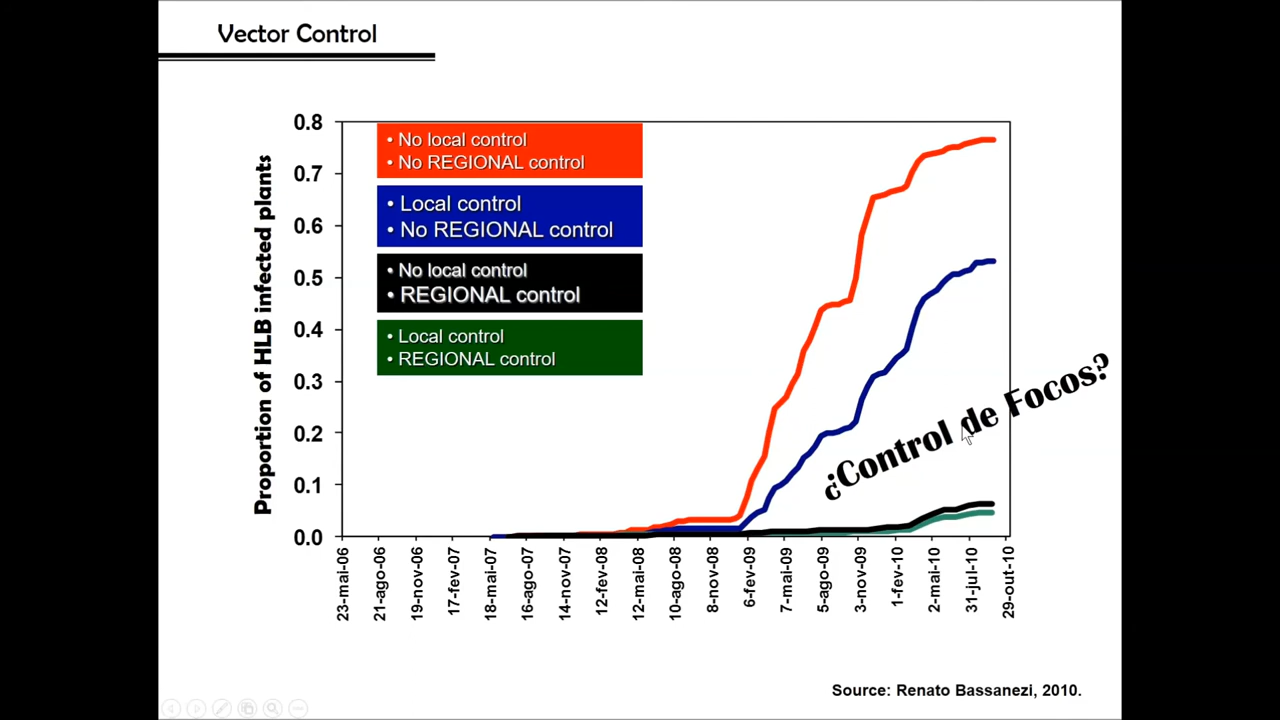 Vector Control
0.8
0.7
0.6
0.5
0.4
0.3
0.2
0.1
0.0
Proportion of HLB infected plants
• No local control
• No REGIONAL control
• Local control
• No REGIONAL control
• No local control
• REGIONAL control
• Local control
• REGIONAL control
¿Control de Focos?
23-mai-06
21-ago-06
19-nov-06
17-fev-07
18-mai-07
16-ago-07
14-nov-07
12-fev-08
12-mai-08
10-ago-08
8-nov-08
6-fev-09
7-mai-09
5-ago-09
3-nov-09
1-fev-10
2-mai-10
31-jul-10
29-out-10
Source: Renato Bassanezi, 2010.